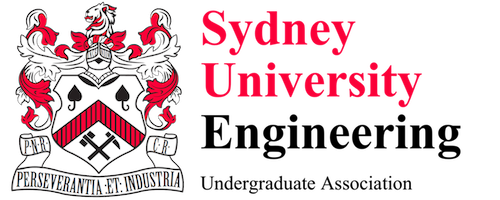 Sydney
University
Engineering
Undergraduate Association
P·N·R
C·R·
PERSEVERANTIA :ET: INDUSTRIA